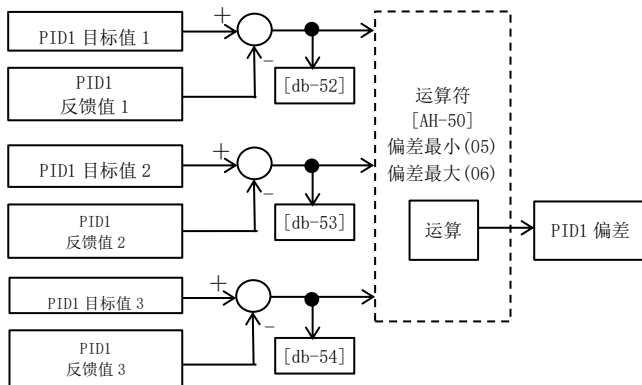 PID1 目标值 1
+
PID1
反馈值 1
−
[db-52]
PID1 目标值 2
+
PID1
反馈值 2
−
[db-53]
PID1 目标值 3
+
PID1
反馈值 3
−
[db-54]
运算符
[AH-50]
偏差最小(05)
偏差最大(06)
运算
PID1 偏差